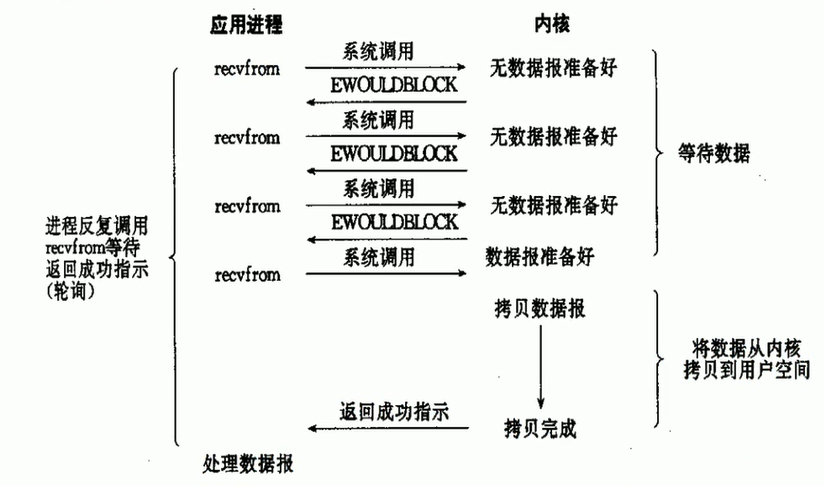 应用进程 内核
系统调用
recvfrom 无数据报准备好
EWOULDBLOCK
系统调用
recvfrom 无数据报准备好
EWOULDBLOCK
等待数据
系统调用
recvfrom 无数据报准备好
EWOULDBLOCK
进程反复调用
recvfrom等待
返回成功指示
(轮询)
系统调用
recvfrom 数据报准备好
拷贝数据报
将数据从内核
拷贝到用户空间
返回成功指示
拷贝完成
处理数据报